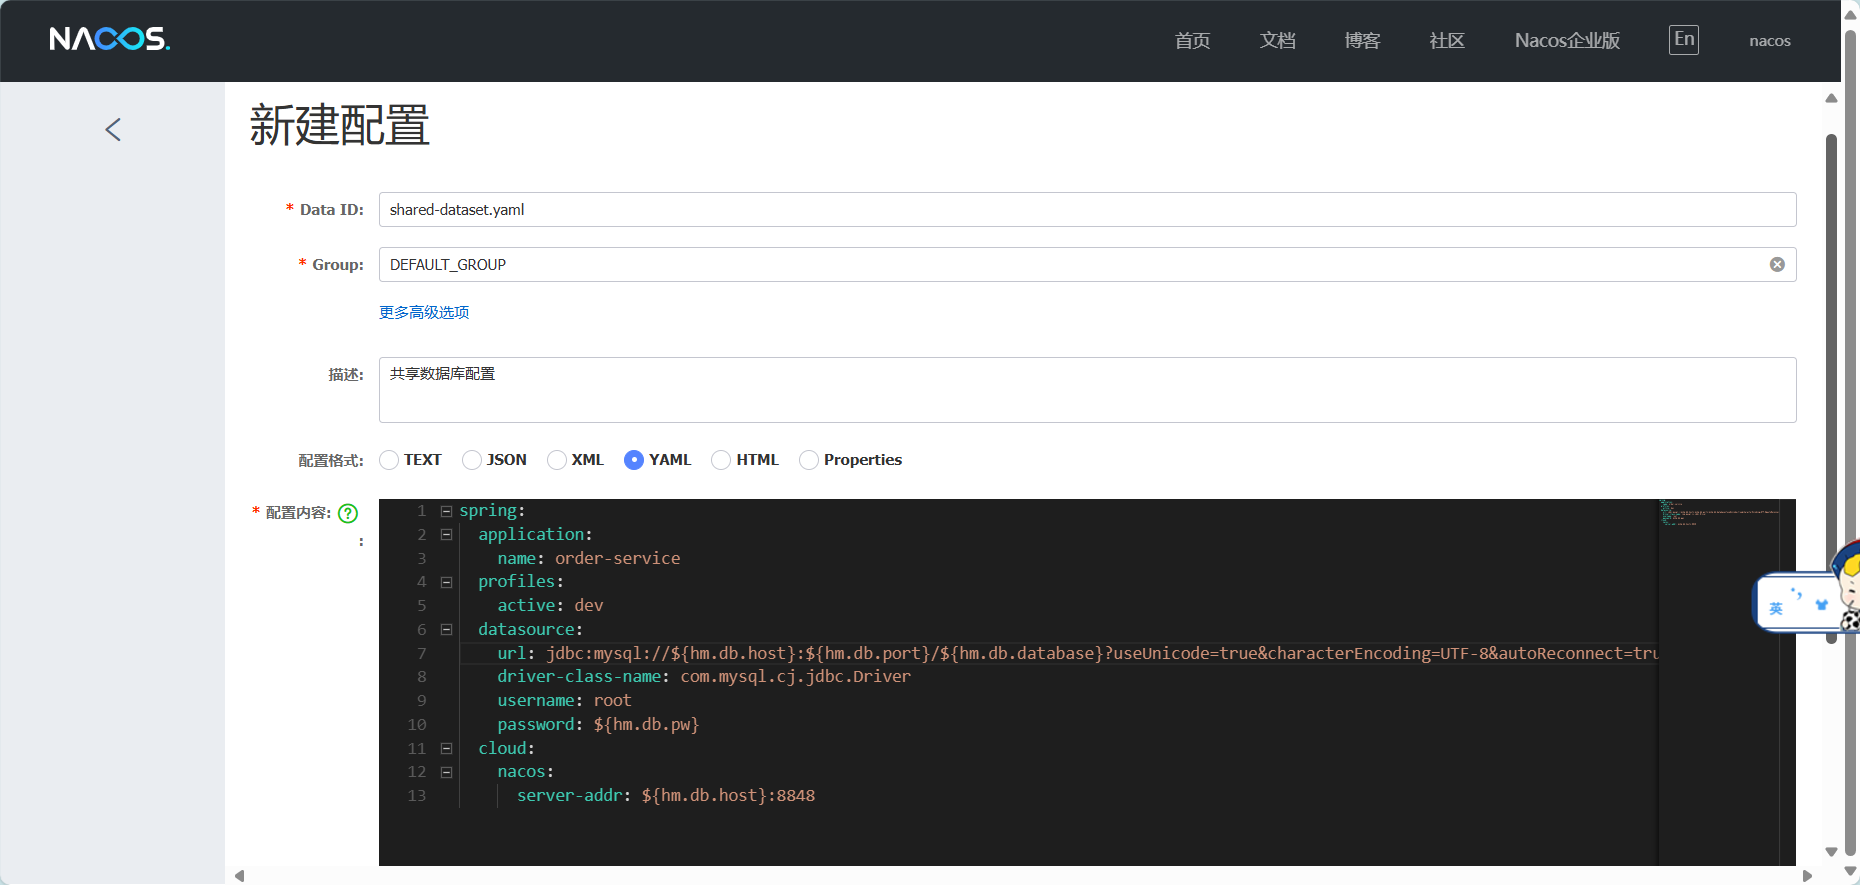 NACOS.
首页 文档 博客 社区 Nacos企业版 En nacos
新建配置
* Data ID: shared-dataset.yaml
* Group: DEFAULT_GROUP
更多高级选项
描述: 共享数据库配置
配置格式: TEXT JSON XML YAML HTML Properties
* 配置内容: ?
:
1 spring:
2 application:
3 name: order-service
4 profiles:
5 active: dev
6 datasource:
7 url: jdbc:mysql://${hm.db.host}:${hm.db.port}/${hm.db.database}?useUnicode=true&characterEncoding=UTF-8&autoReconnect=tru
8 driver-class-name: com.mysql.cj.jdbc.Driver
9 username: root
10 password: ${hm.db.pw}
11 cloud:
12 nacos:
13 server-addr: ${hm.db.host}:8848
英